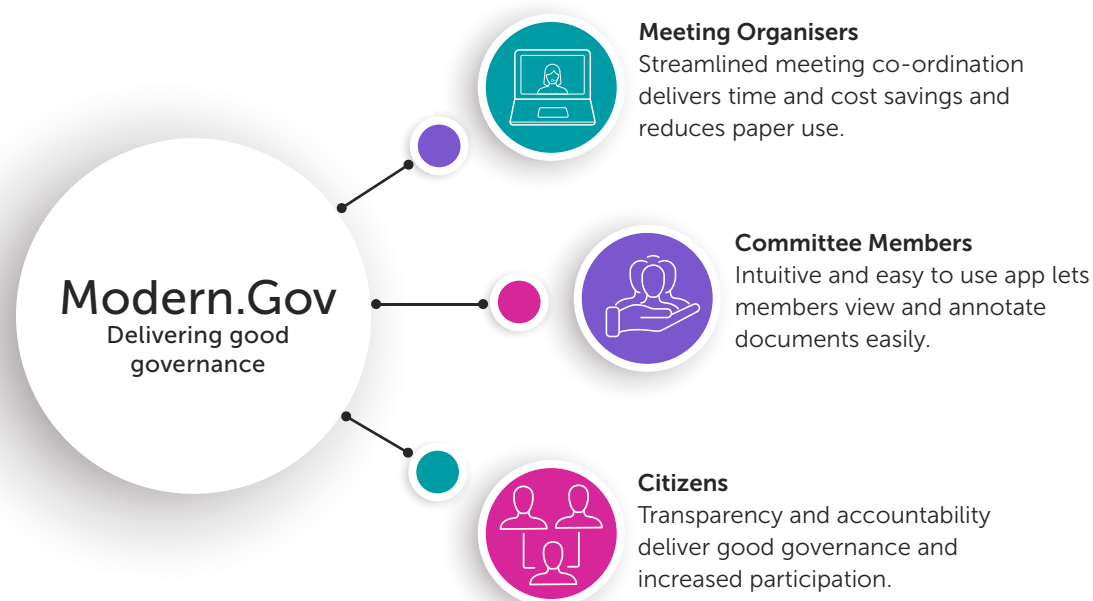 Modern.Gov
Delivering good
governance
Meeting Organisers
Streamlined meeting co-ordination
delivers time and cost savings and
reduces paper use.
Committee Members
Intuitive and easy to use app lets
members view and annotate
documents easily.
Citizens
Transparency and accountability
deliver good governance and
increased participation.